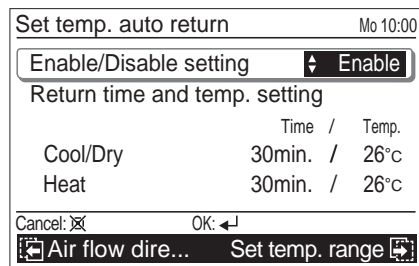 Set temp. auto return Mo 10:00
Enable/Disable setting Enable
Return time and temp. setting
Time / Temp.
Cool/Dry 30min. / 26°C
Heat 30min. / 26°C
Cancel: OK:
Air flow dire... Set temp. range